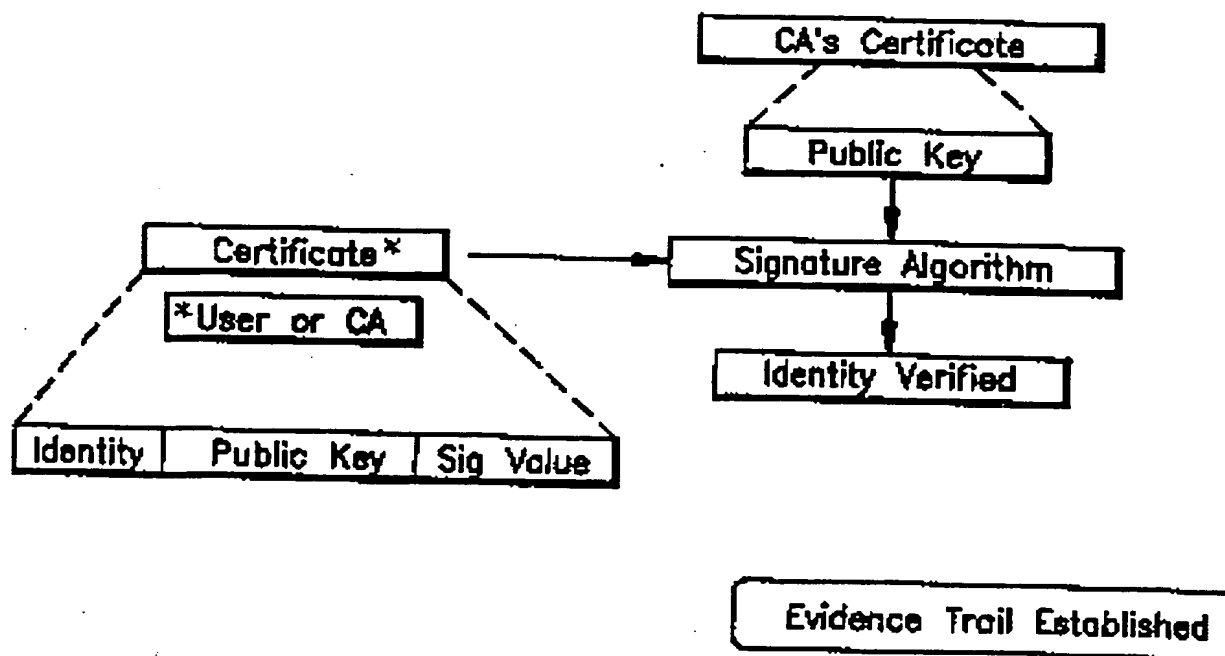 CA's Certificate
Public Key
Certificate*
Signature Algorithm
*User or CA
Identity Verified
Identity Public Key Sig Value
Evidence Trail Established